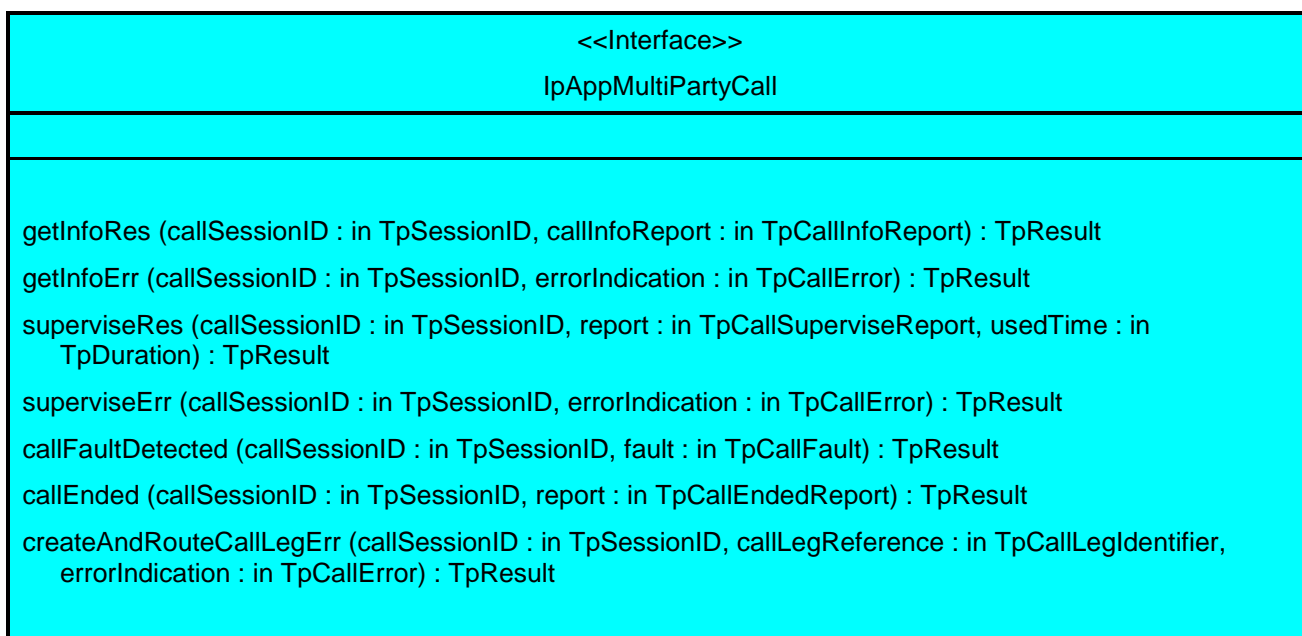 <<Interface>>
IpAppMultiPartyCall
getInfoRes (callSessionID : in TpSessionID, callInfoReport : in TpCallInfoReport) : TpResult
getInfoErr (callSessionID : in TpSessionID, errorIndication : in TpCallError) : TpResult
superviseRes (callSessionID : in TpSessionID, report : in TpCallSuperviseReport, usedTime : in
TpDuration) : TpResult
superviseErr (callSessionID : in TpSessionID, errorIndication : in TpCallError) : TpResult
callFaultDetected (callSessionID : in TpSessionID, fault : in TpCallFault) : TpResult
callEnded (callSessionID : in TpSessionID, report : in TpCallEndedReport) : TpResult
createAndRouteCallLegErr (callSessionID : in TpSessionID, callLegReference : in TpCallLegIdentifier,
errorIndication : in TpCallError) : TpResult